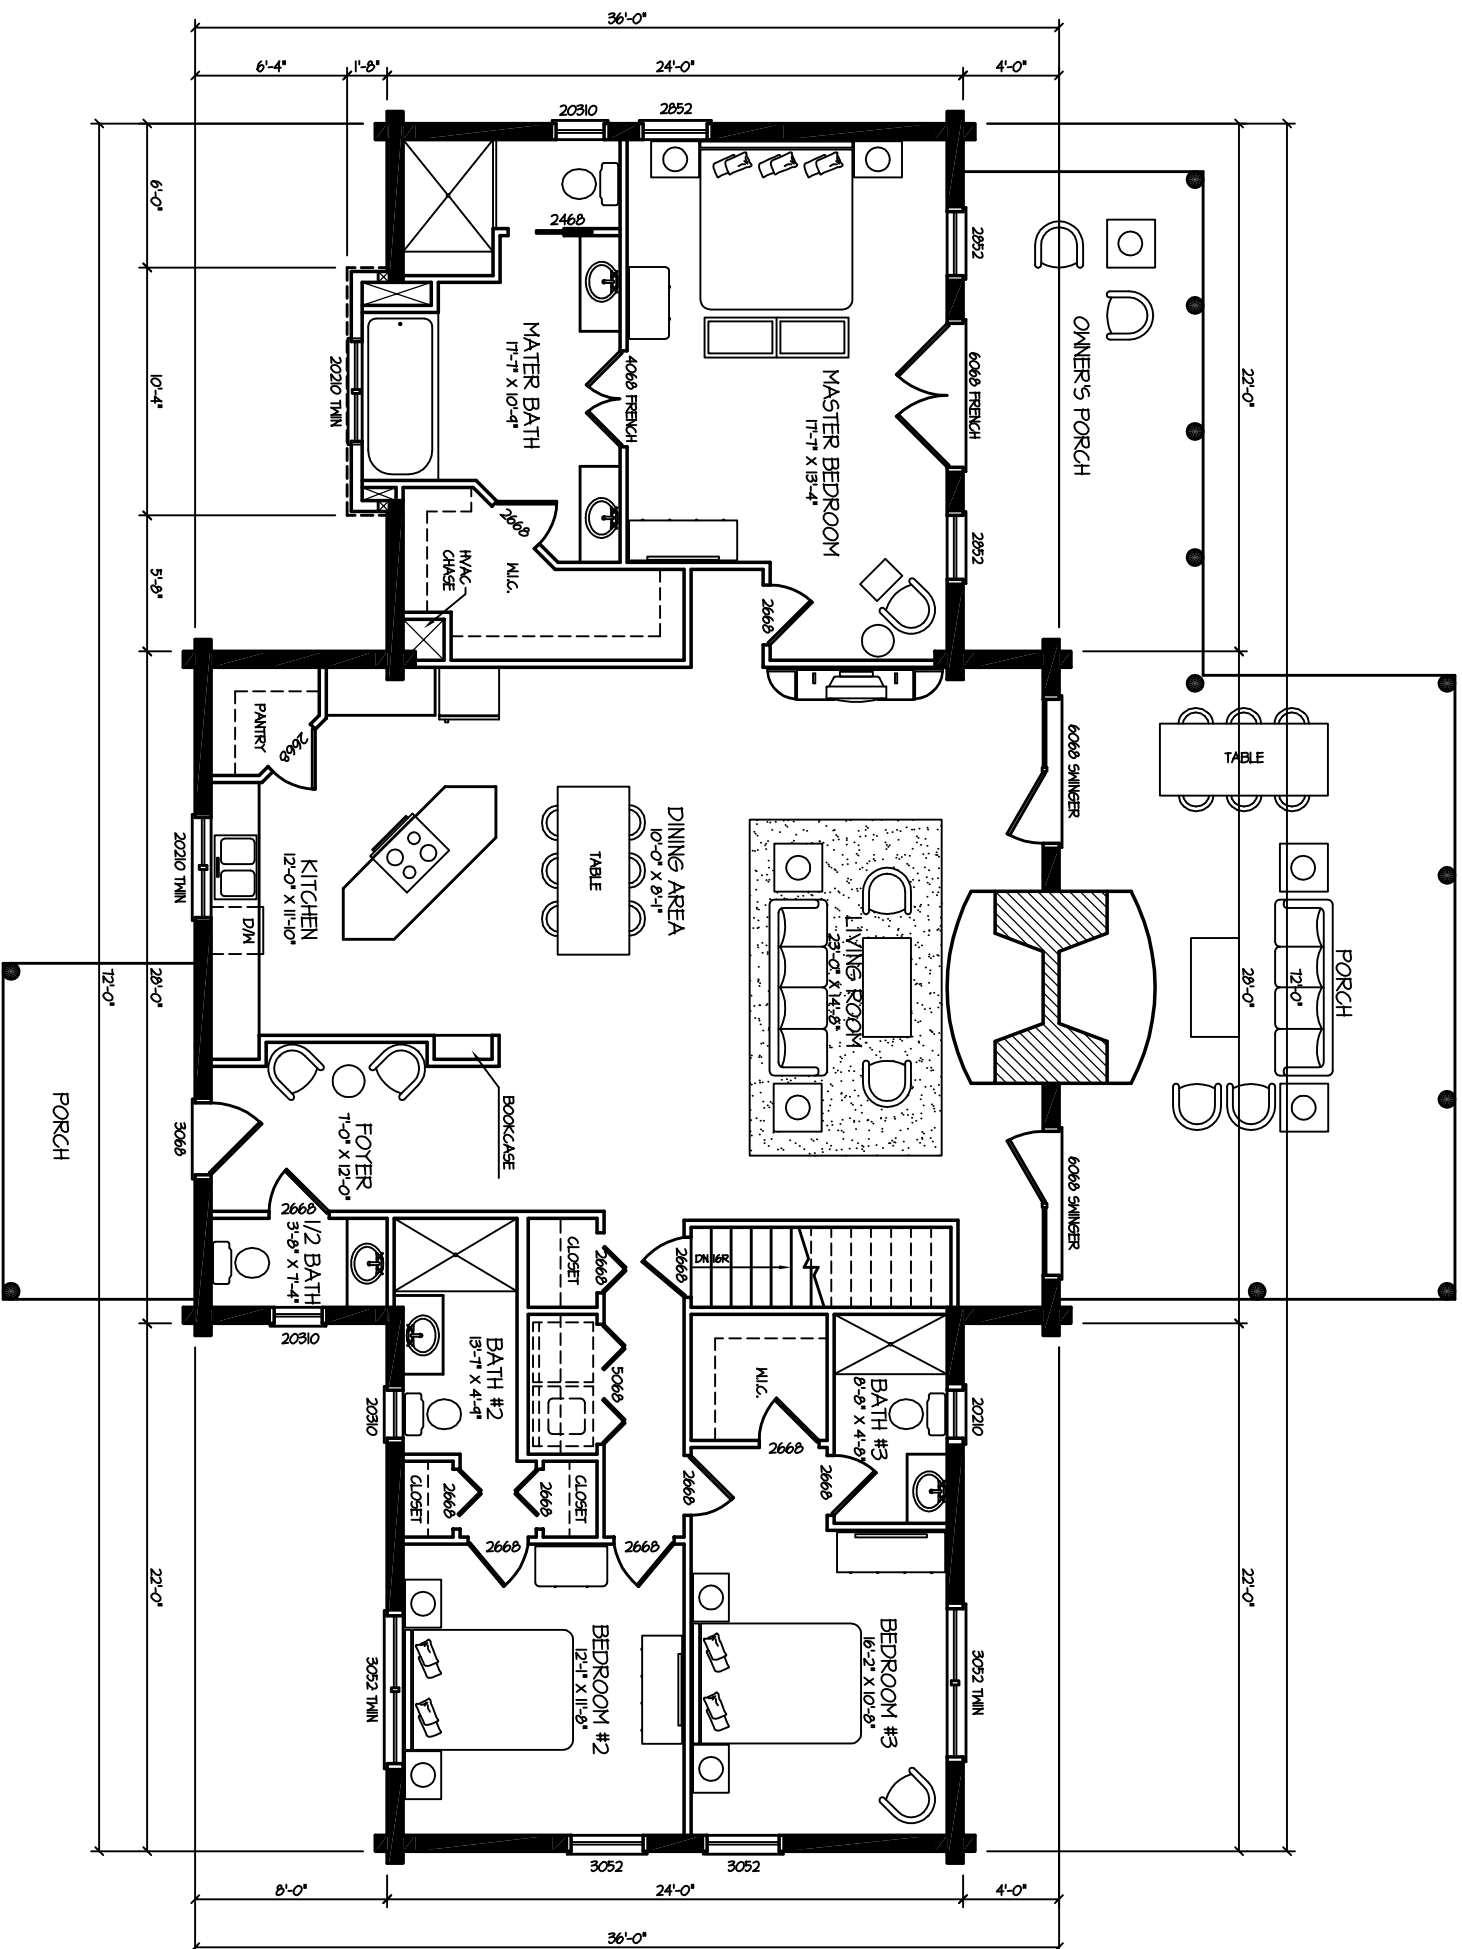 36'-0"
6'-4"
1'-8"
24'-0"
4'-0"
20310
2852
6'-0"
10'-4"
5'-8"
28'-0"
22'-0"
72'-0"
22'-0"
28'-0"
22'-0"
72'-0"
2468
2852
6068 FRENCH
2852
OWNER'S PORCH
MASTER BEDROOM
17'-7" X 13'-4"
4068 FRENCH
MATER BATH
17'-7" X 10'-9"
20210 TWIN
2668
W.I.C.
HVAC
CHASE
2668
PANTRY
2668
6068 SWINGER
TABLE
20210 TWIN
KITCHEN
12'-0" X 11'-10"
D/W
DINING AREA
10'-0" X 8'-1"
TABLE
LIVING ROOM
23'-0" X 14'-8"
PORCH
PORCH
BOOKCASE
3068
FOYER
7'-0" X 12'-0"
6068 SWINGER
2668
1/2 BATH
3'-8" X 7'-4"
20310
CLOSET
2668
2668
DN 16R
BATH #2
13'-7" X 4'-9"
5068
W.I.C.
BATH #3
8'-8" X 4'-8"
20310
20210
2668
2668
2668
CLOSET
2668
2668
CLOSET
2668
2668
BEDROOM #2
12'-1" X 11'-8"
BEDROOM #3
16'-2" X 10'-8"
3052 TWIN
3052 TWIN
3052
3052
8'-0"
24'-0"
4'-0"
36'-0"